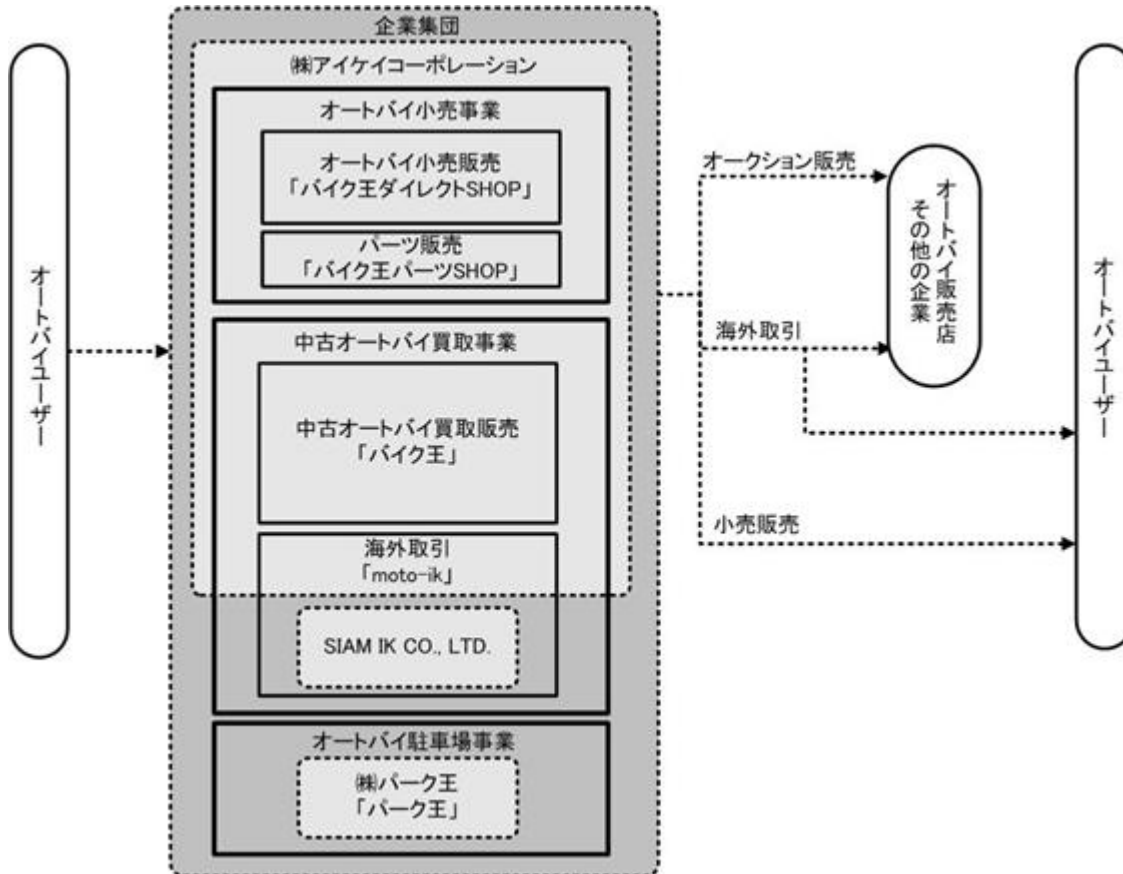 企業集団
㈱アイケイコーポレーション
オートバイ小売事業
オートバイ小売販売
「バイク王ダイレクトSHOP」
パーツ販売
「バイク王パーツSHOP」
中古オートバイ買取事業
中古オートバイ買取販売
「バイク王」
海外取引
「moto-ik」
SIAM IK CO., LTD.
オートバイ駐車場事業
㈱パーク王
「パーク王」
オートバイユーザー
オークション販売
海外取引
小売販売
オートバイ販売店
その他の企業
オートバイユーザー